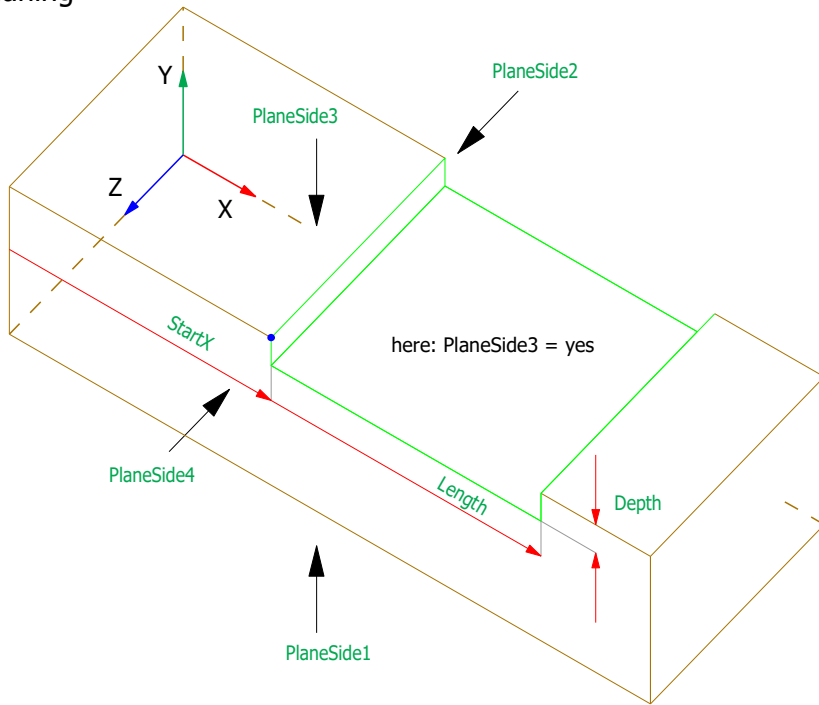 PlaneSide2
Y
PlaneSide3
Z
X
StartX
here: PlaneSide3 = yes
PlaneSide4
Length
Depth
PlaneSide1